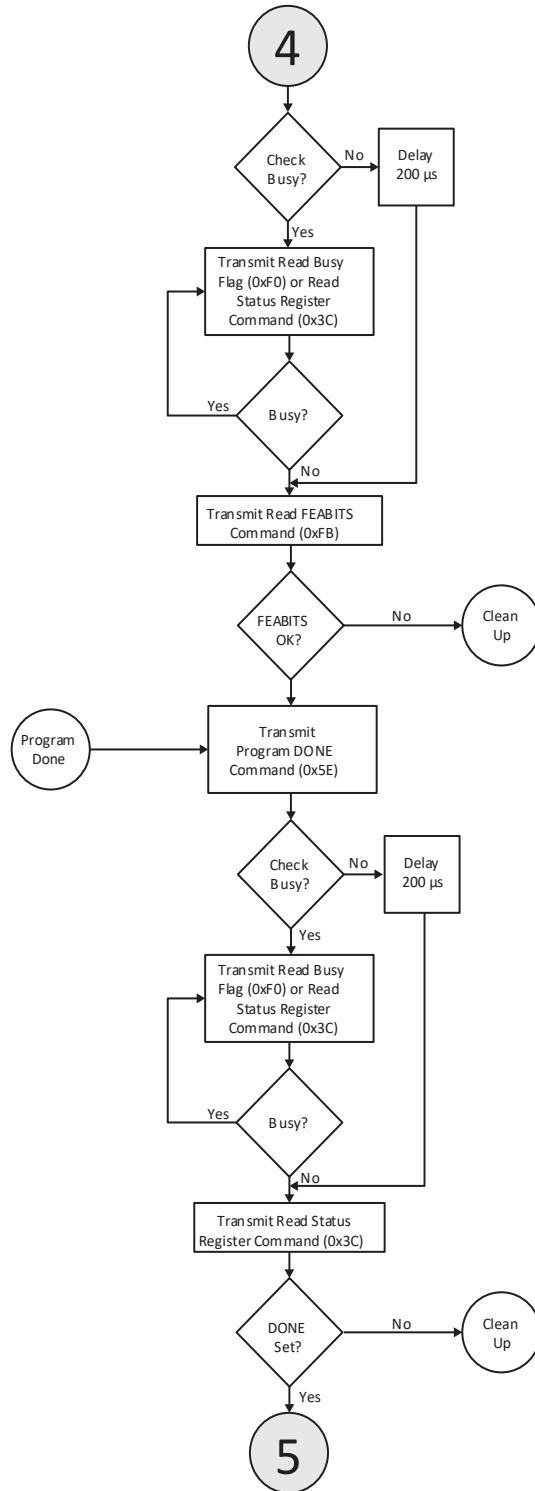 4
Check
Busy?
No
Delay
200 µs
Yes
Transmit Read Busy
Flag (0xF0) or Read
Status Register
Command (0x3C)
Yes
Busy?
No
Transmit Read FEABITS
Command (0xFB)
FEABITS
OK?
No
Clean
Up
Program
Done
Transmit
Program DONE
Command (0x5E)
Check
Busy?
No
Delay
200 µs
Yes
Transmit Read Busy
Flag (0xF0) or Read
Status Register
Command (0x3C)
Yes
Busy?
No
Transmit Read Status
Register Command (0x3C)
DONE
Set?
No
Clean
Up
Yes
5